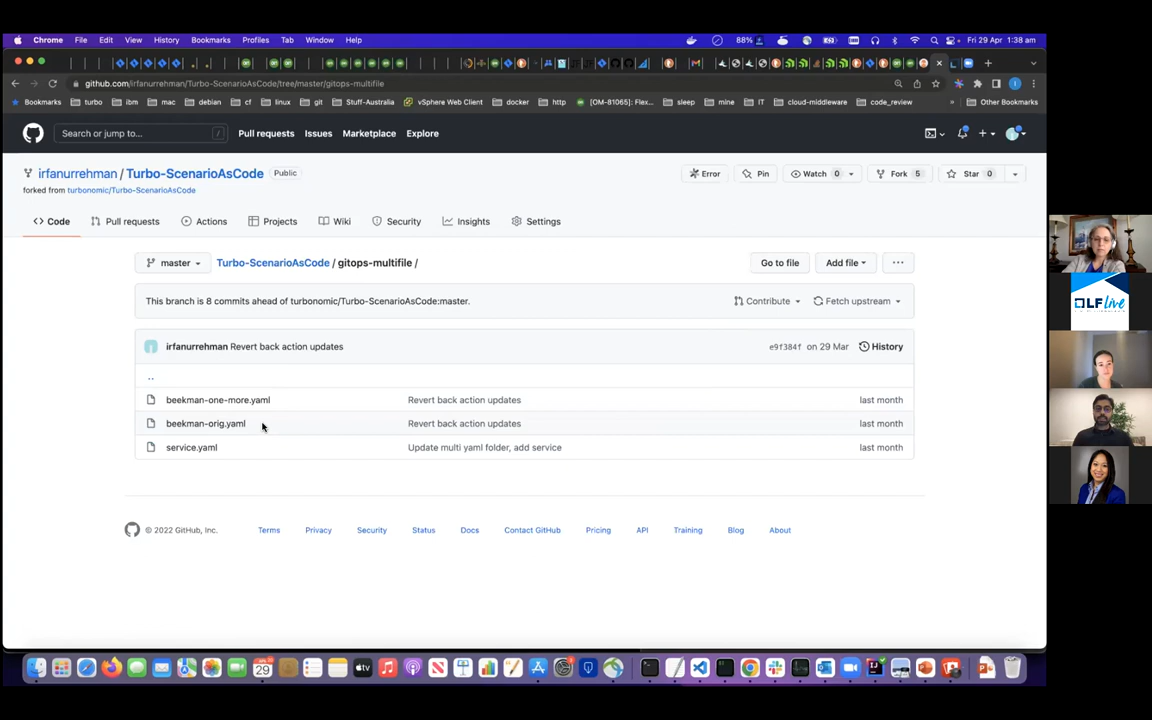 Chrome File Edit View History Bookmarks Profiles Tab Window Help 88% Fri 29 Apr 1:38 am
github.com/irfanurrehman/Turbo-ScenarioAsCode/tree/master/gitops-multifile
Bookmarks turbo ibm mac debian cf linux git Stuff-Australia vSphere Web Client docker http [OM-81065]: Flex... sleep mine IT cloud-middleware code_review » Other Bookmarks
Search or jump to... / Pull requests Issues Marketplace Explore
irfanurrehman / Turbo-ScenarioAsCode Public Error Pin Watch 0 Fork 5 Star 0
forked from turbonomic/Turbo-ScenarioAsCode
<> Code Pull requests Actions Projects Wiki Security Insights Settings
master Turbo-ScenarioAsCode / gitops-multifile / Go to file Add file ...
This branch is 8 commits ahead of turbonomic/Turbo-ScenarioAsCode:master. Contribute Fetch upstream
irfanurrehman Revert back action updates e9f384f on 29 Mar History
..
beekman-one-more.yaml Revert back action updates last month
beekman-orig.yaml Revert back action updates last month
service.yaml Update multi yaml folder, add service last month
© 2022 GitHub, Inc. Terms Privacy Security Status Docs Contact GitHub Pricing API Training Blog About
LF Live
29